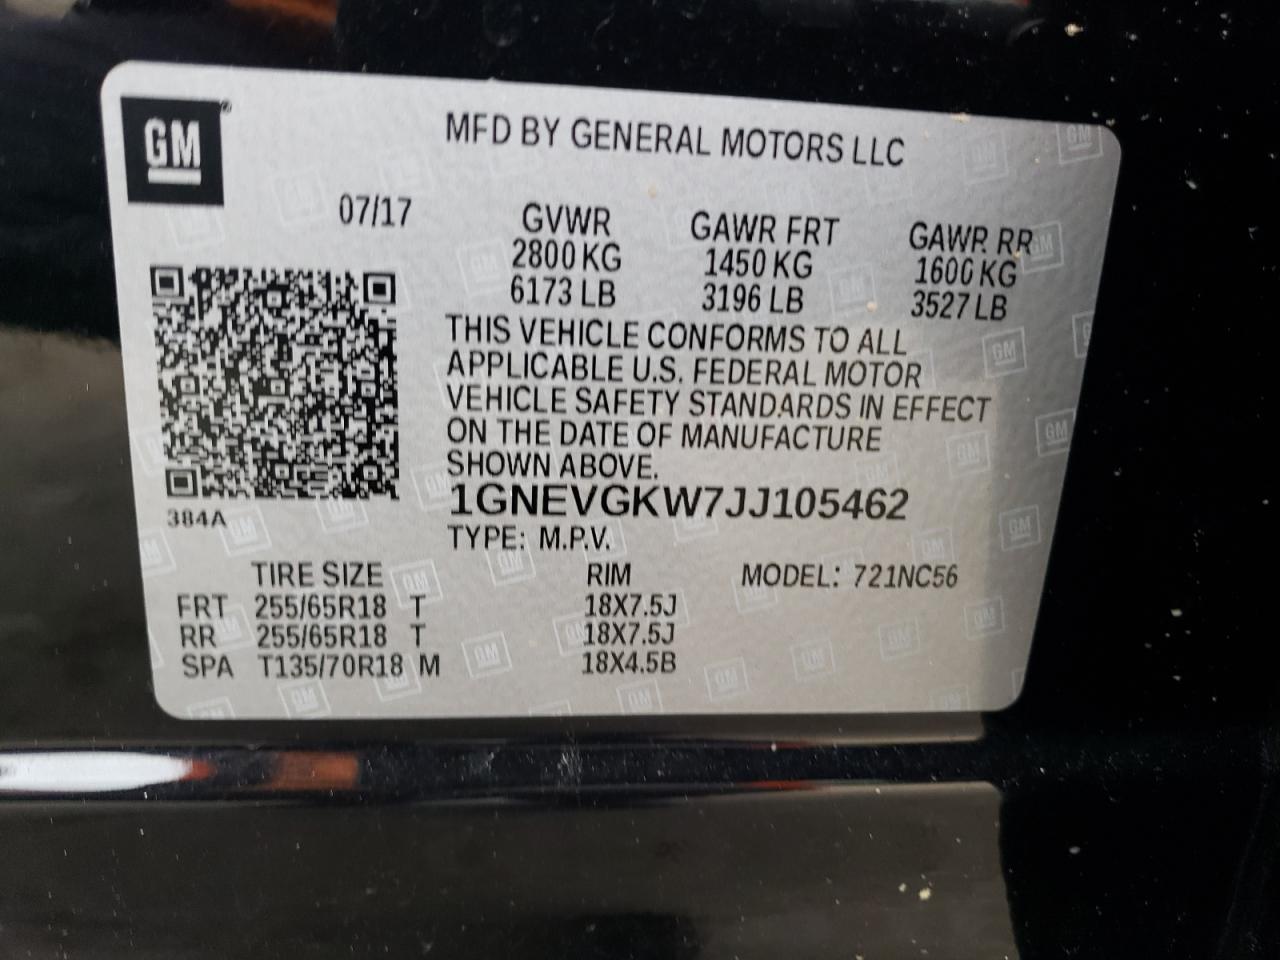 GM
MFD BY GENERAL MOTORS LLC
07/17
GVWR GAWR FRT GAWR RR
2800 KG 1450 KG 1600 KG
6173 LB 3196 LB 3527 LB
THIS VEHICLE CONFORMS TO ALL
APPLICABLE U.S. FEDERAL MOTOR
VEHICLE SAFETY STANDARDS IN EFFECT
ON THE DATE OF MANUFACTURE
SHOWN ABOVE.
1GNEVGKW7JJ105462
384A
TYPE: M.P.V.
TIRE SIZE RIM MODEL: 721NC56
FRT 255/65R18 T 18X7.5J
RR 255/65R18 T 18X7.5J
SPA T135/70R18 M 18X4.5B